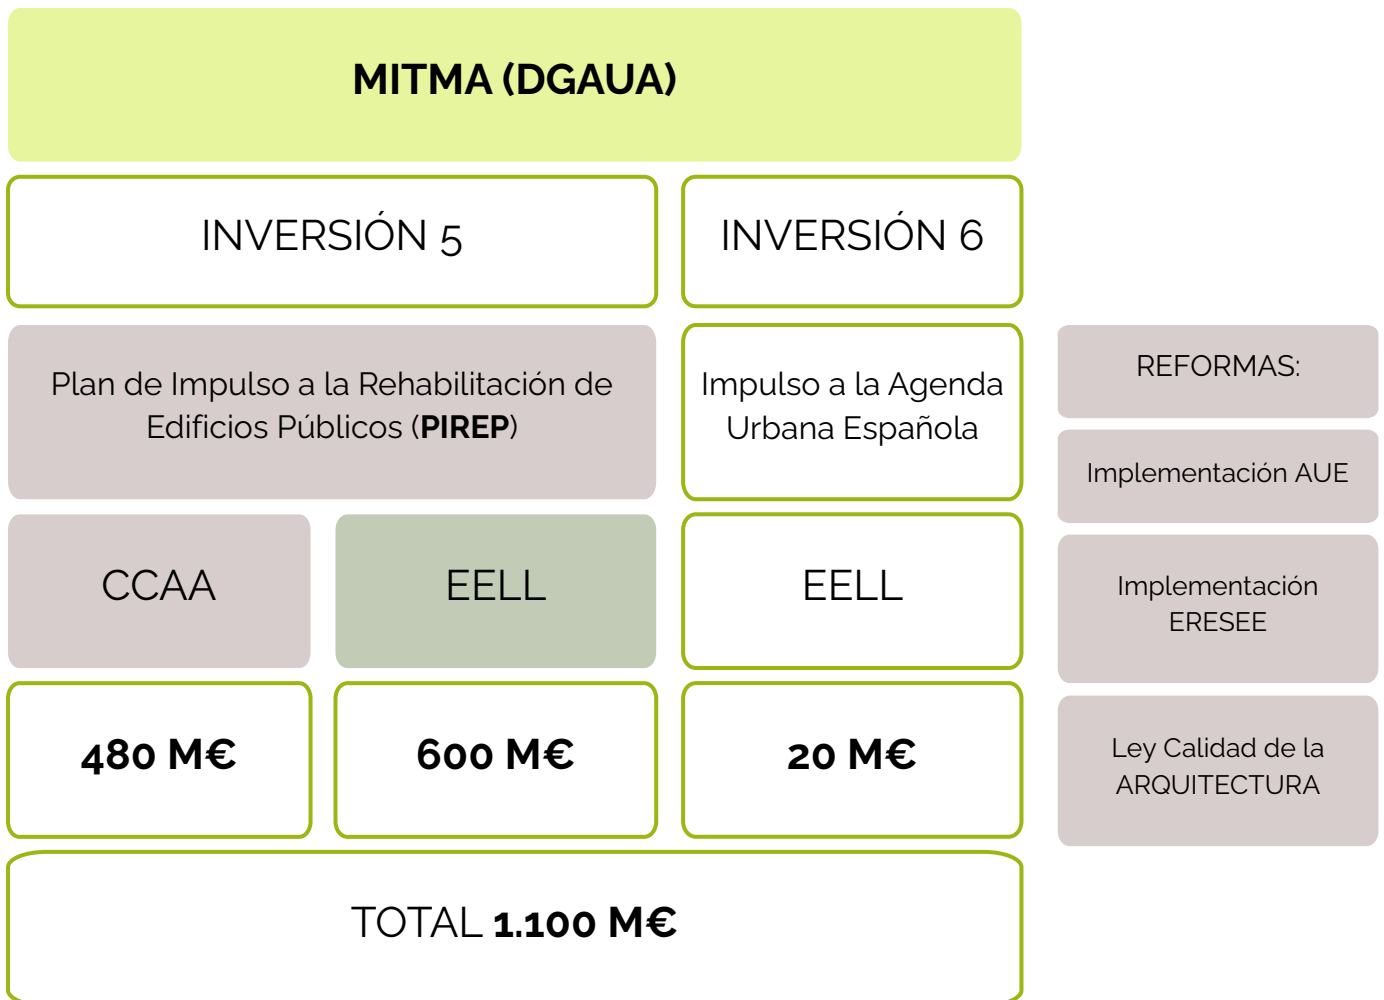 MITMA (DGAUA)
INVERSIÓN 5
INVERSIÓN 6
Plan de Impulso a la Rehabilitación de
Edificios Públicos (PIREP)
Impulso a la Agenda
Urbana Española
CCAA
EELL
EELL
480 M€
600 M€
20 M€
TOTAL 1.100 M€
REFORMAS:
Implementación AUE
Implementación
ERESEE
Ley Calidad de la
ARQUITECTURA